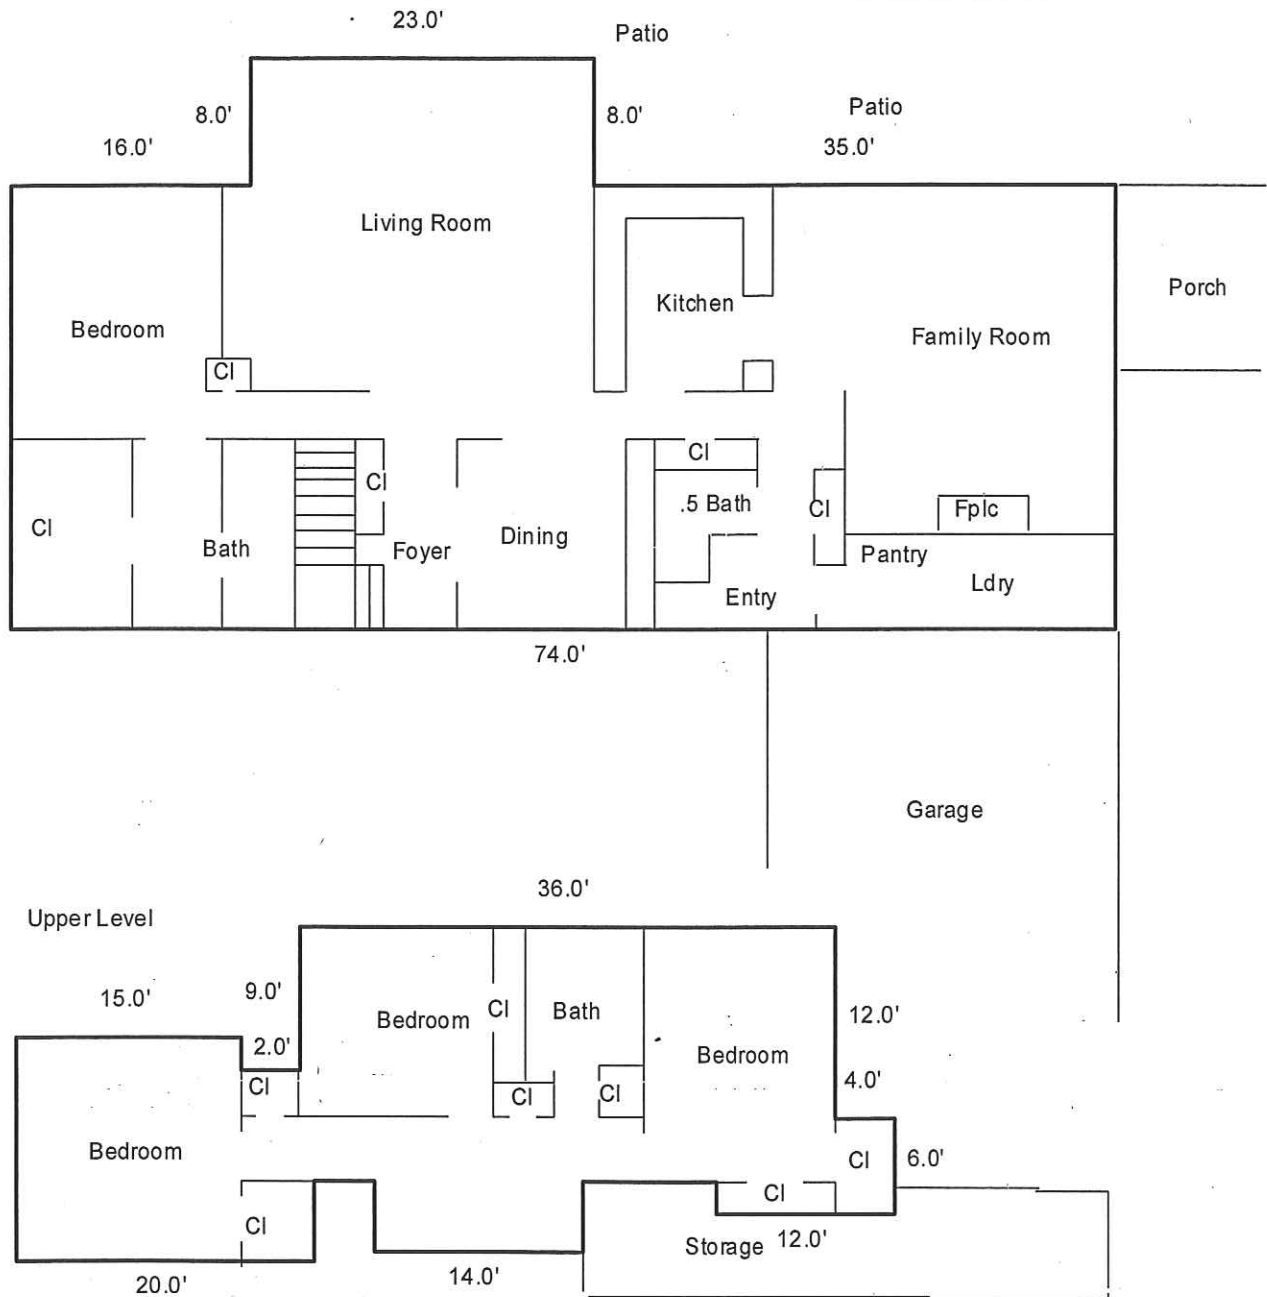 23.0'
Patio
8.0'
8.0'
Patio
16.0'
35.0'
Living Room
Porch
Kitchen
Bedroom
Family Room
Cl
Cl
Cl
.5 Bath
Cl
Fplc
Cl
Bath
Foyer
Dining
Pantry
Ldry
Entry
74.0'
Garage
36.0'
Upper Level
15.0'
9.0'
Cl
Bath
12.0'
Bedroom
2.0'
Bedroom
4.0'
Cl
Cl
Cl
Bedroom
Cl
6.0'
Cl
Cl
Storage
12.0'
20.0'
14.0'